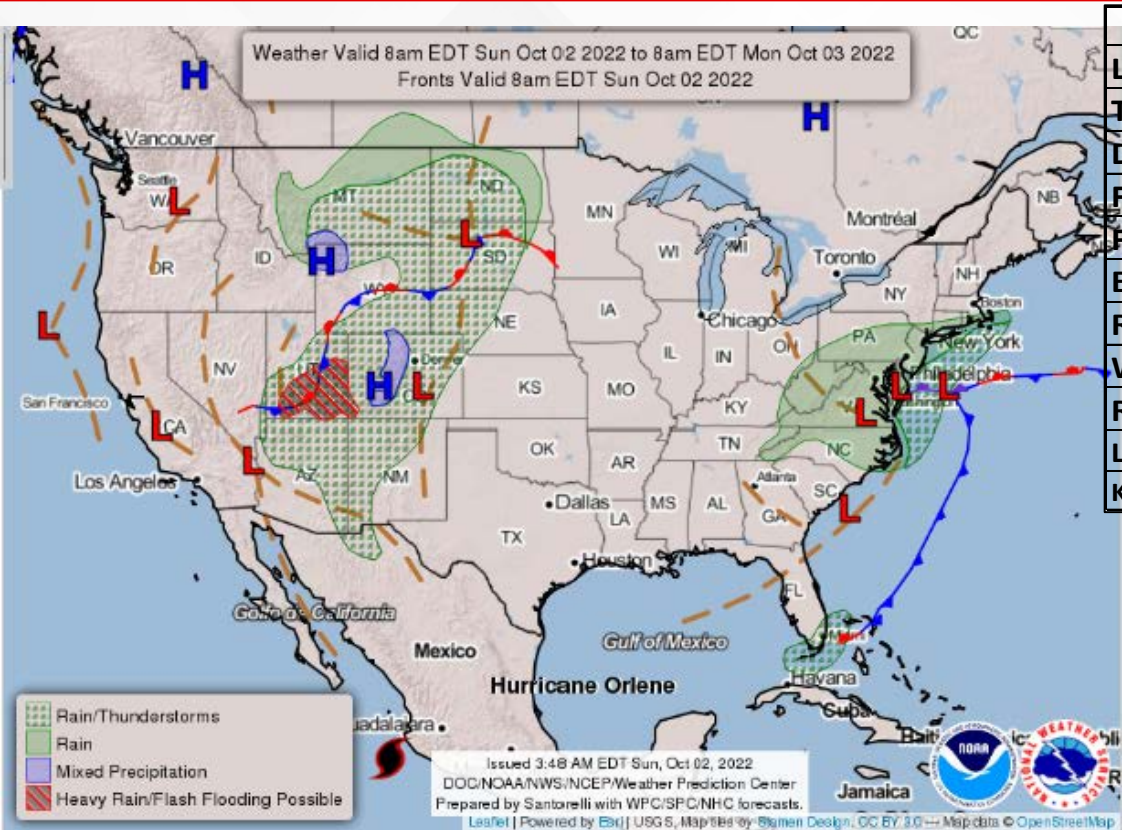 QC
Weather Valid 8am EDT Sun Oct 02 2022 to 8am EDT Mon Oct 03 2022
Fronts Valid 8am EDT Sun Oct 02 2022
H
H
Vancouver
Seattle
L
MT
ND
MN
NB
Montréal
OR
ID
H
L
SD
WI
MI
Toronto
NH
Boston
NY
L
NE
IA
Chicago
PA
New York
OH
NV
Denver
IL
IN
Philadelphia
San Francisco
H
L
KS
MO
KY
L
L
L
L
CA
L
TN
NC
OK
AR
Los Angeles
AZ
NM
Atlanta
SC
Dallas
MS
AL
GA
L
LA
TX
Houston
FL
Golfo de California
Gulf of Mexico
Miami
Mexico
Havana
Hurricane Orlene
Cuba
Rain/Thunderstorms
Rain
Mixed Precipitation
Heavy Rain/Flash Flooding Possible
uadalajara
Issued 3:48 AM EDT Sun, Oct 02, 2022
DOC/NOAA/NWS/NCEP/Weather Prediction Center
Prepared by Santorelli with WPC/SPC/NHC forecasts.
Jamaica
NOAA
NATIONAL WEATHER SERVICE
Leaflet | Powered by Esri | USGS, Map tiles by Stamen Design, CC BY 3.0 — Map data © OpenStreetMap
L
T
D
F
F
E
F
V
F
L
K